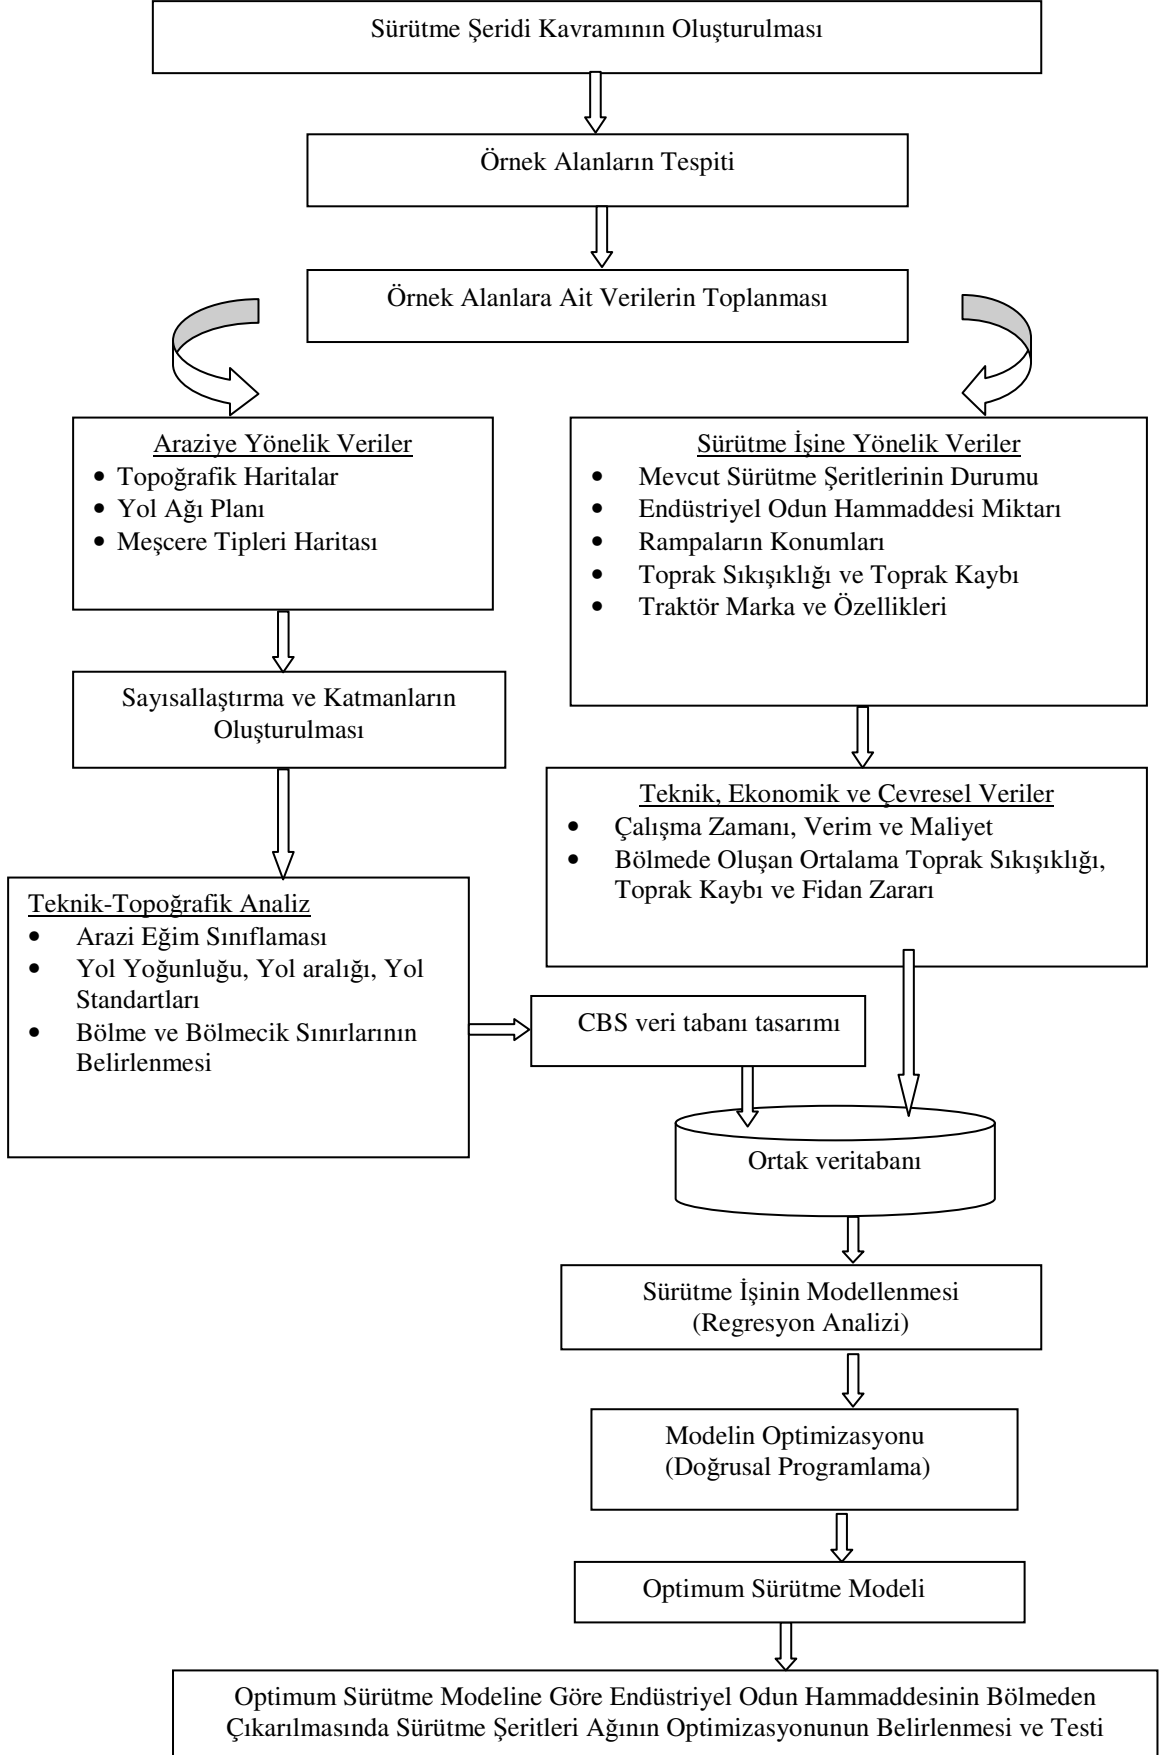 Sürütme Şeridi Kavramının Oluşturulması
Örnek Alanların Tespiti
Örnek Alanlara Ait Verilerin Toplanması
Araziye Yönelik Veriler
• Topoğrafik Haritalar
• Yol Ağı Planı
• Meşcere Tipleri Haritası
Sürütme İşine Yönelik Veriler
• Mevcut Sürütme Şeritlerinin Durumu
• Endüstriyel Odun Hammaddesi Miktarı
• Rampaların Konumları
• Toprak Sıkışıklığı ve Toprak Kaybı
• Traktör Marka ve Özellikleri
Sayısallaştırma ve Katmanların
Oluşturulması
Teknik, Ekonomik ve Çevresel Veriler
• Çalışma Zamanı, Verim ve Maliyet
• Bölmede Oluşan Ortalama Toprak Sıkışıklığı,
Toprak Kaybı ve Fidan Zararı
Teknik-Topoğrafik Analiz
• Arazi Eğim Sınıflaması
• Yol Yoğunluğu, Yol aralığı, Yol
Standartları
• Bölme ve Bölmecik Sınırlarının
Belirlenmesi
CBS veri tabanı tasarımı
Ortak veritabanı
Sürütme İşinin Modellenmesi
(Regresyon Analizi)
Modelin Optimizasyonu
(Doğrusal Programlama)
Optimum Sürütme Modeli
Optimum Sürütme Modeline Göre Endüstriyel Odun Hammaddesinin Bölmeden
Çıkarılmasında Sürütme Şeritleri Ağının Optimizasyonunun Belirlenmesi ve Testi